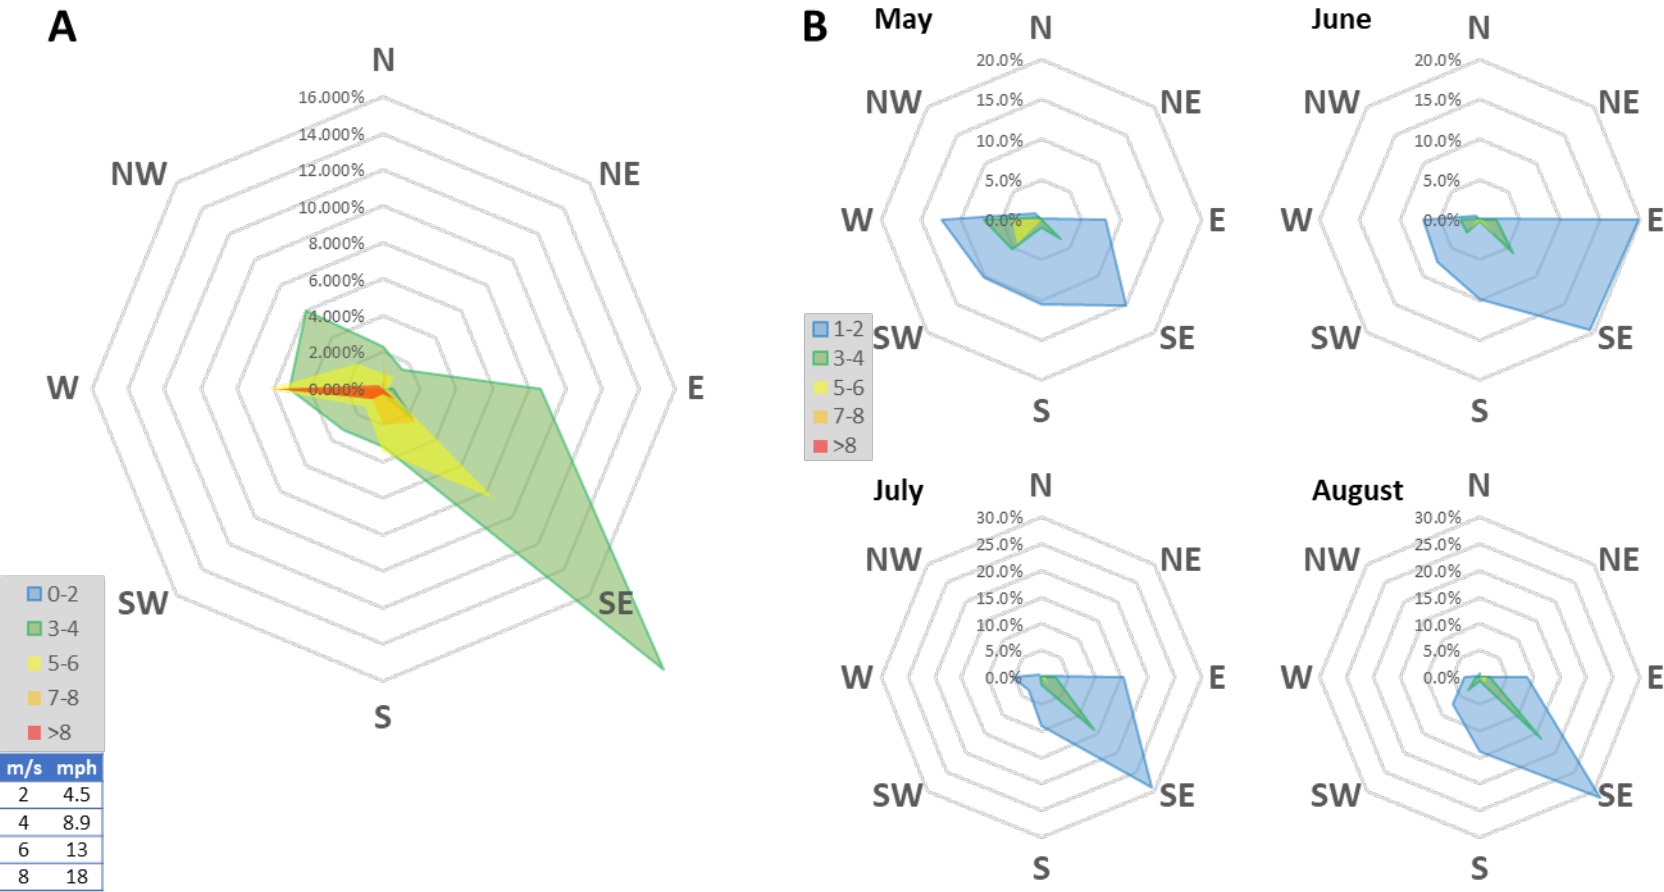 A
N
16.000%
14.000%
12.000%
10.000%
8.000%
6.000%
4.000%
2.000%
0.000%
NW
NE
W
E
SW
SE
S
0-2
3-4
5-6
7-8
>8
m/s mph
2 4.5
4 8.9
6 13
8 18
B
May
N
20.0%
15.0%
10.0%
5.0%
0.0%
NW
NE
W
E
SW
SE
S
1-2
3-4
5-6
7-8
>8
June
N
20.0%
15.0%
10.0%
5.0%
0.0%
NW
NE
W
E
SW
SE
S
July
N
30.0%
25.0%
20.0%
15.0%
10.0%
5.0%
0.0%
NW
NE
W
E
SW
SE
S
August
N
30.0%
25.0%
20.0%
15.0%
10.0%
5.0%
0.0%
NW
NE
W
E
SW
SE
S